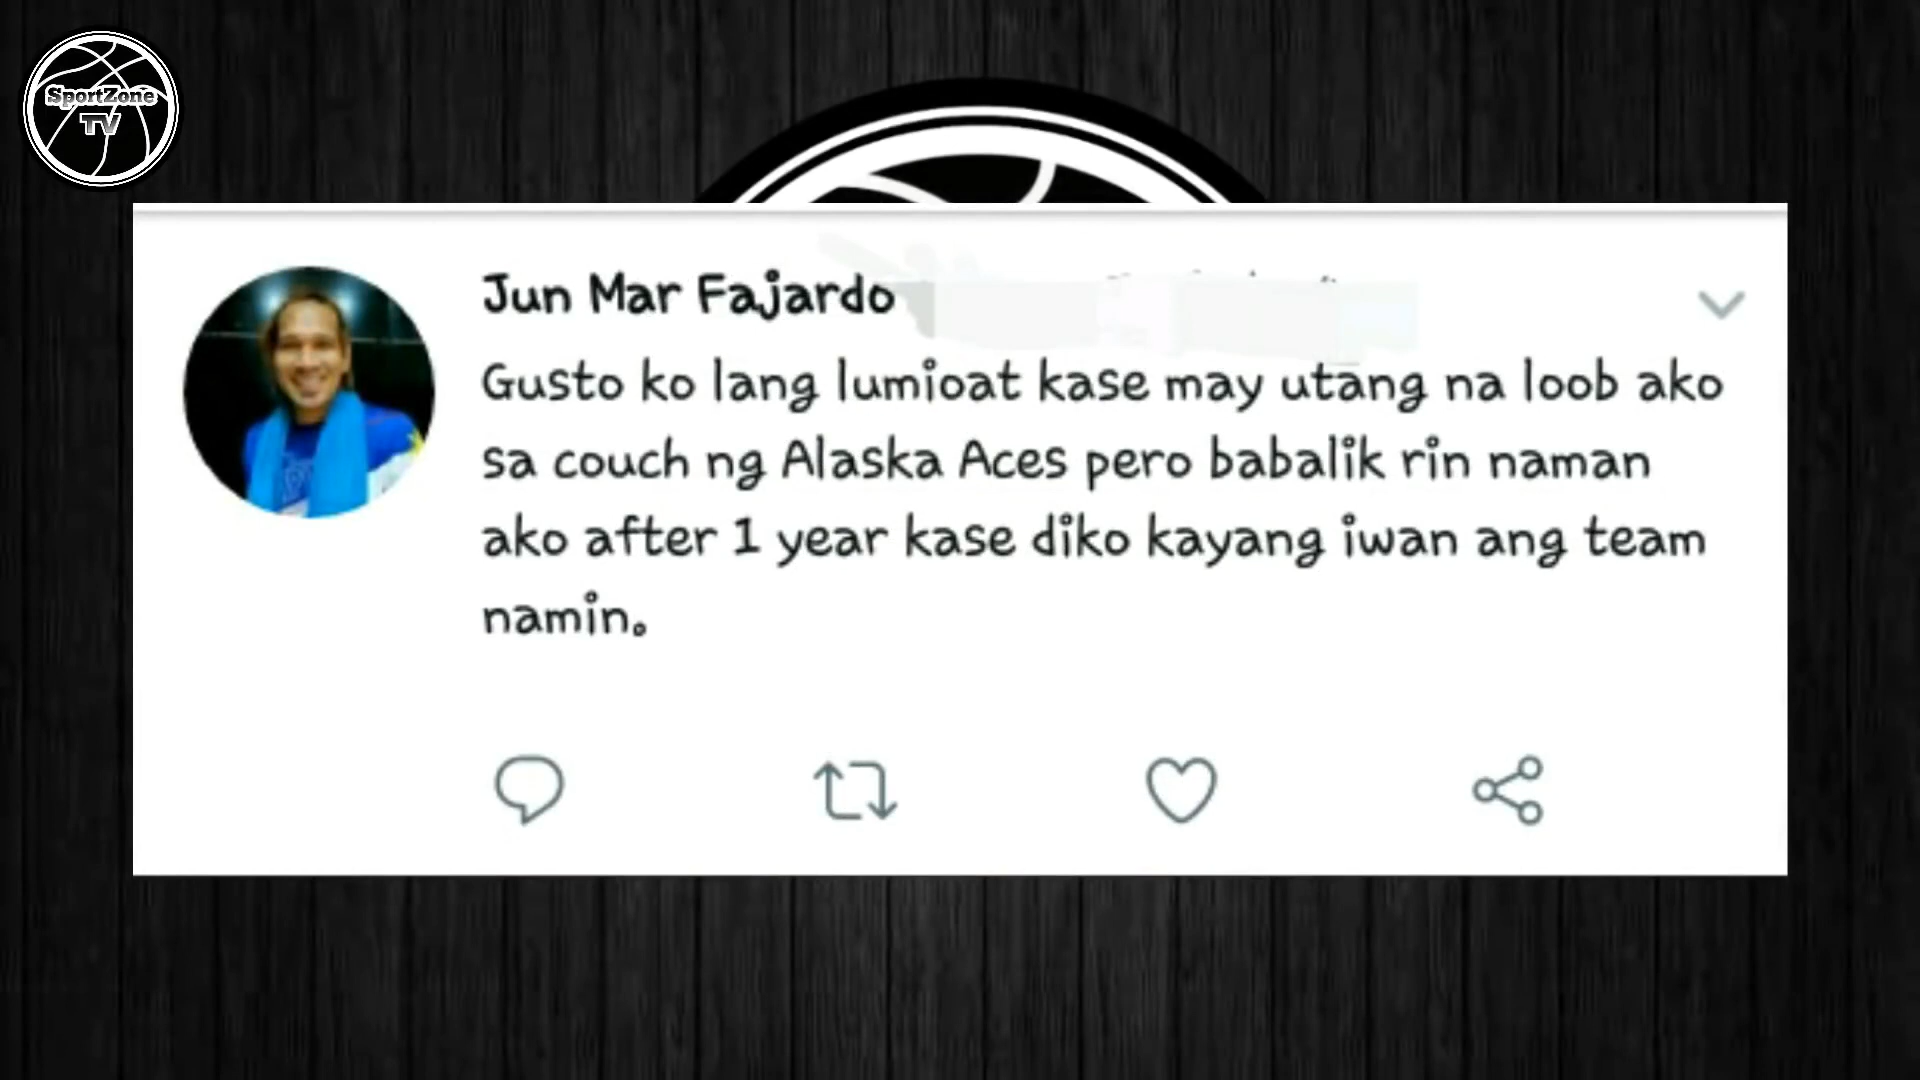 SportZone
TV
Jun Mar Fajardo
Gusto ko lang lumioat kase may utang na loob ako
sa couch ng Alaska Aces pero babalik rin naman
ako after 1 year kase diko kayang iwan ang team
namin.